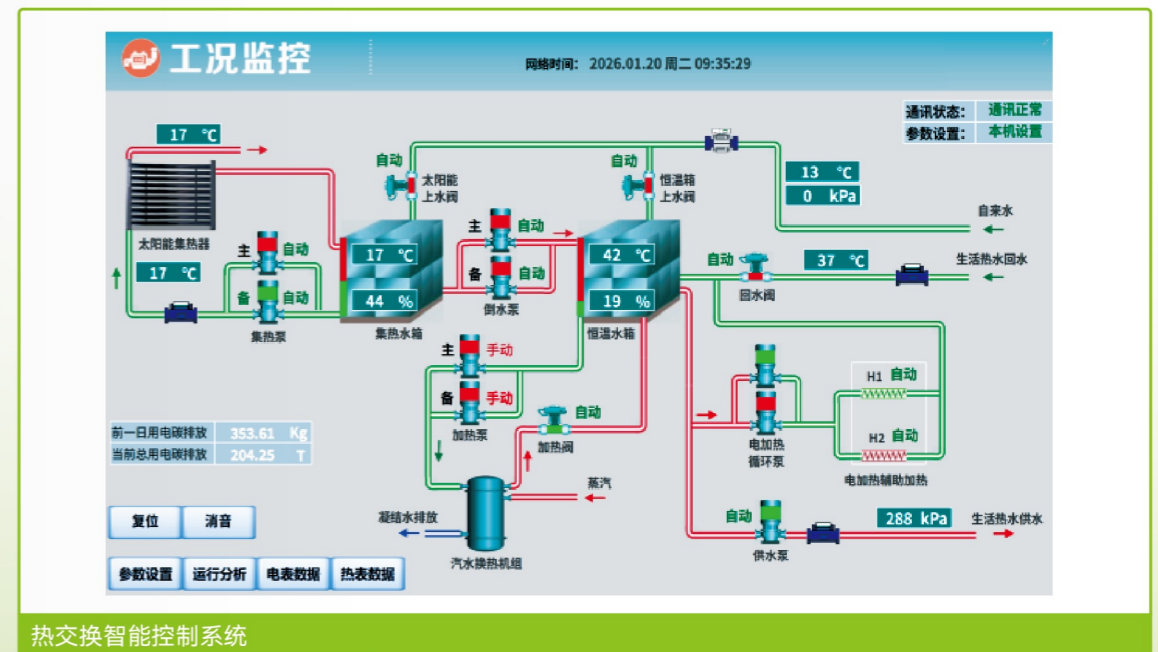 工况监控
网络时间: 2026.01.20 周二 09:35:29
通讯状态: 通讯正常
参数设置: 本机设置
17 ℃
自动
太阳能
上水阀
自动
恒温箱
上水阀
13 ℃
0 kPa
自来水
太阳能集热器
17 ℃
主 自动
备 自动
集热泵
17 ℃
44 %
集热水箱
主 自动
备 自动
倒水泵
42 ℃
19 %
恒温水箱
自动
回水阀
37 ℃
生活热水回水
主 手动
备 手动
加热泵
自动
加热阀
电加热
循环泵
H1 自动
H2 自动
电加热辅助加热
前一日用电碳排放 353.61 Kg
当前总用电碳排放 204.25 T
蒸汽
凝结水排放
汽水换热机组
自动
供水泵
288 kPa
生活热水供水
复位 消音
参数设置 运行分析 电表数据 热表数据
热交换智能控制系统